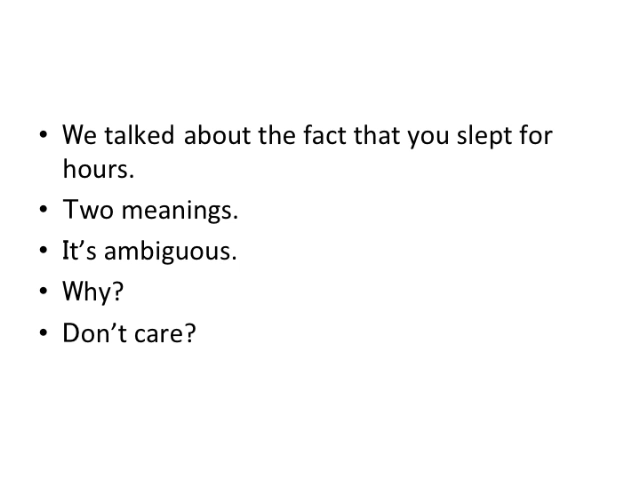 • We talked about the fact that you slept for
hours.
• Two meanings.
• It’s ambiguous.
• Why?
• Don’t care?